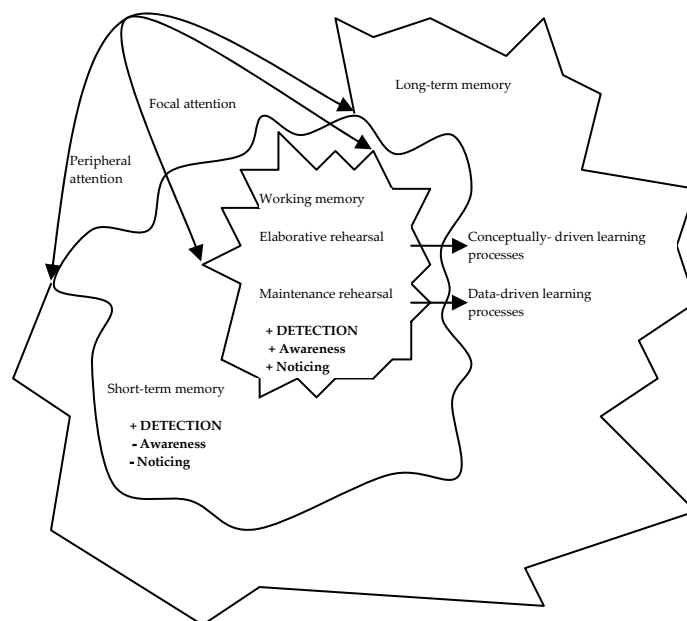 Long-term memory
Focal attention
Peripheral
attention
Working memory
Elaborative rehearsal
Conceptually- driven learning
processes
Maintenance rehearsal
Data-driven learning
processes
+ DETECTION
+ Awareness
+ Noticing
Short-term memory
+ DETECTION
- Awareness
- Noticing